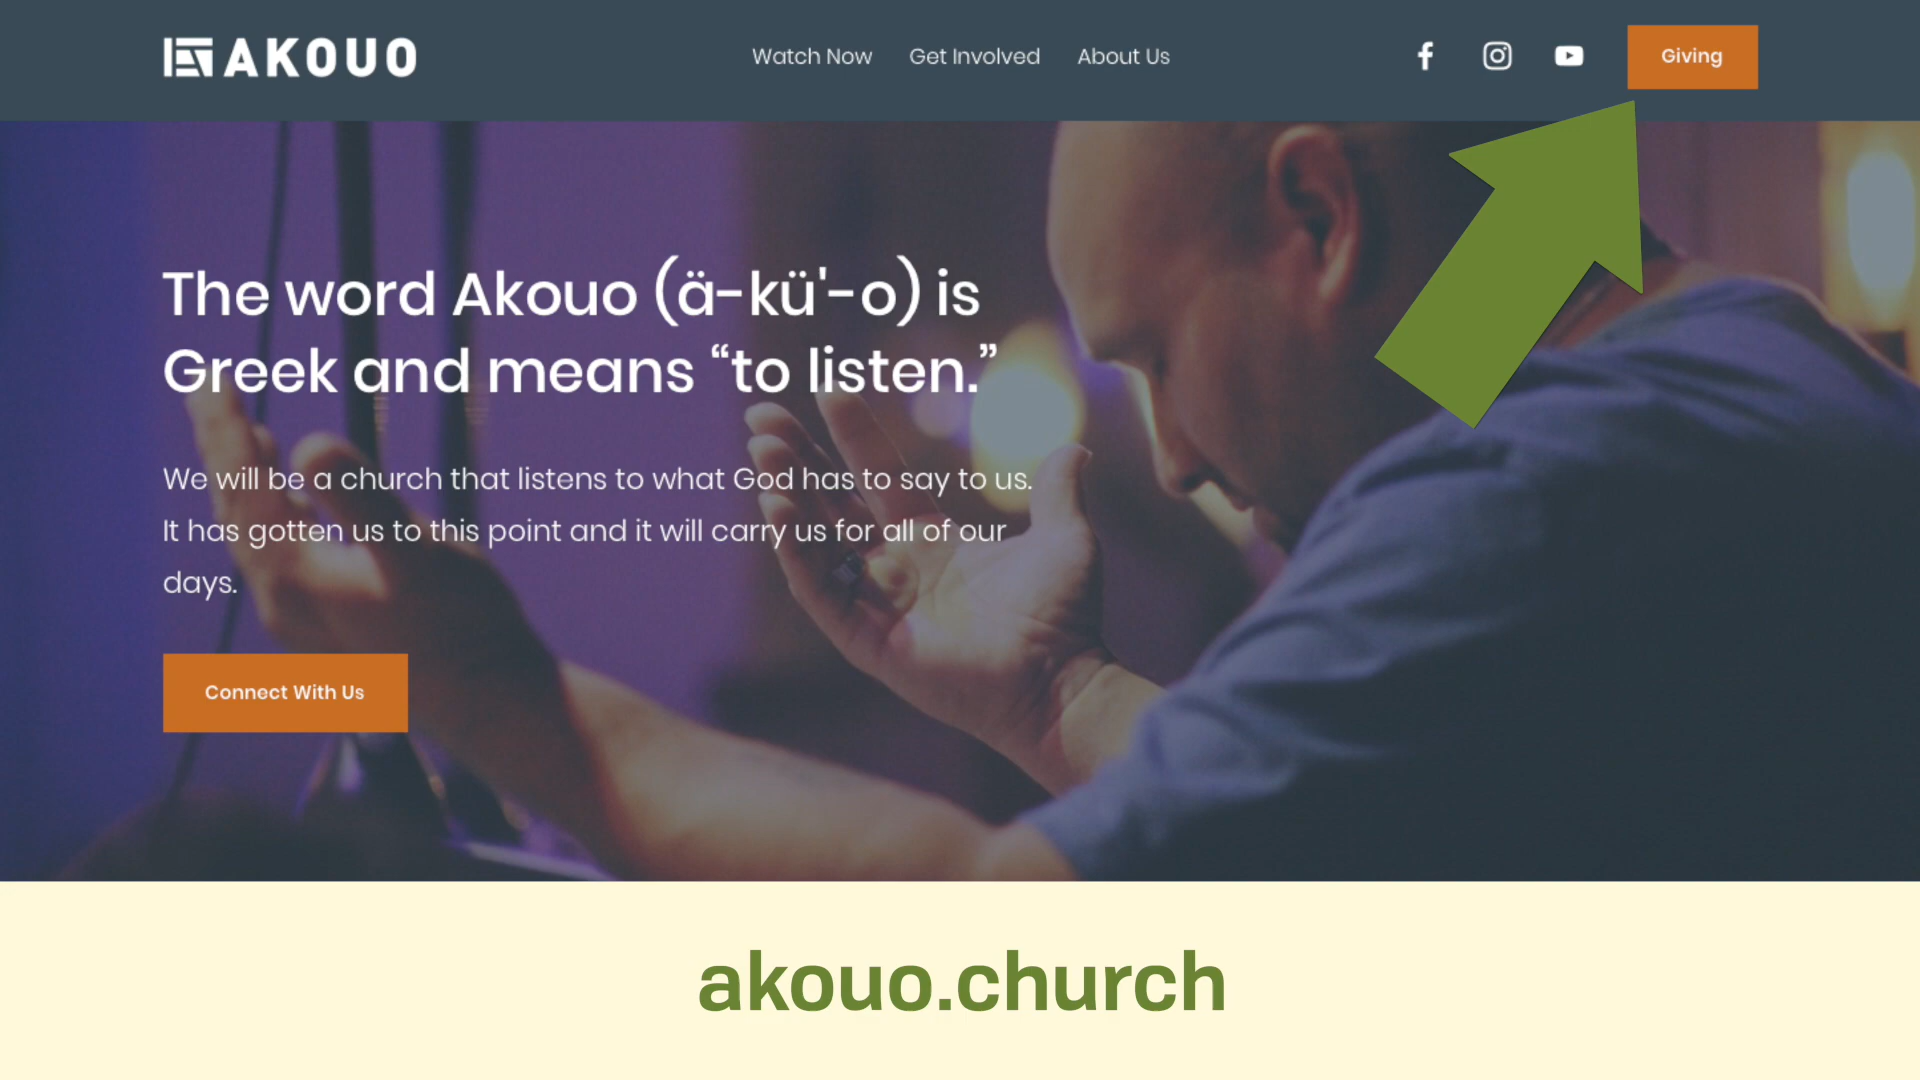 AKOUO
Watch Now
Get Involved
About Us
Giving
The word Akouo (ä-kü'-o) is
Greek and means “to listen.”
We will be a church that listens to what God has to say to us.
It has gotten us to this point and it will carry us for all of our
days.
Connect With Us
akouo.church